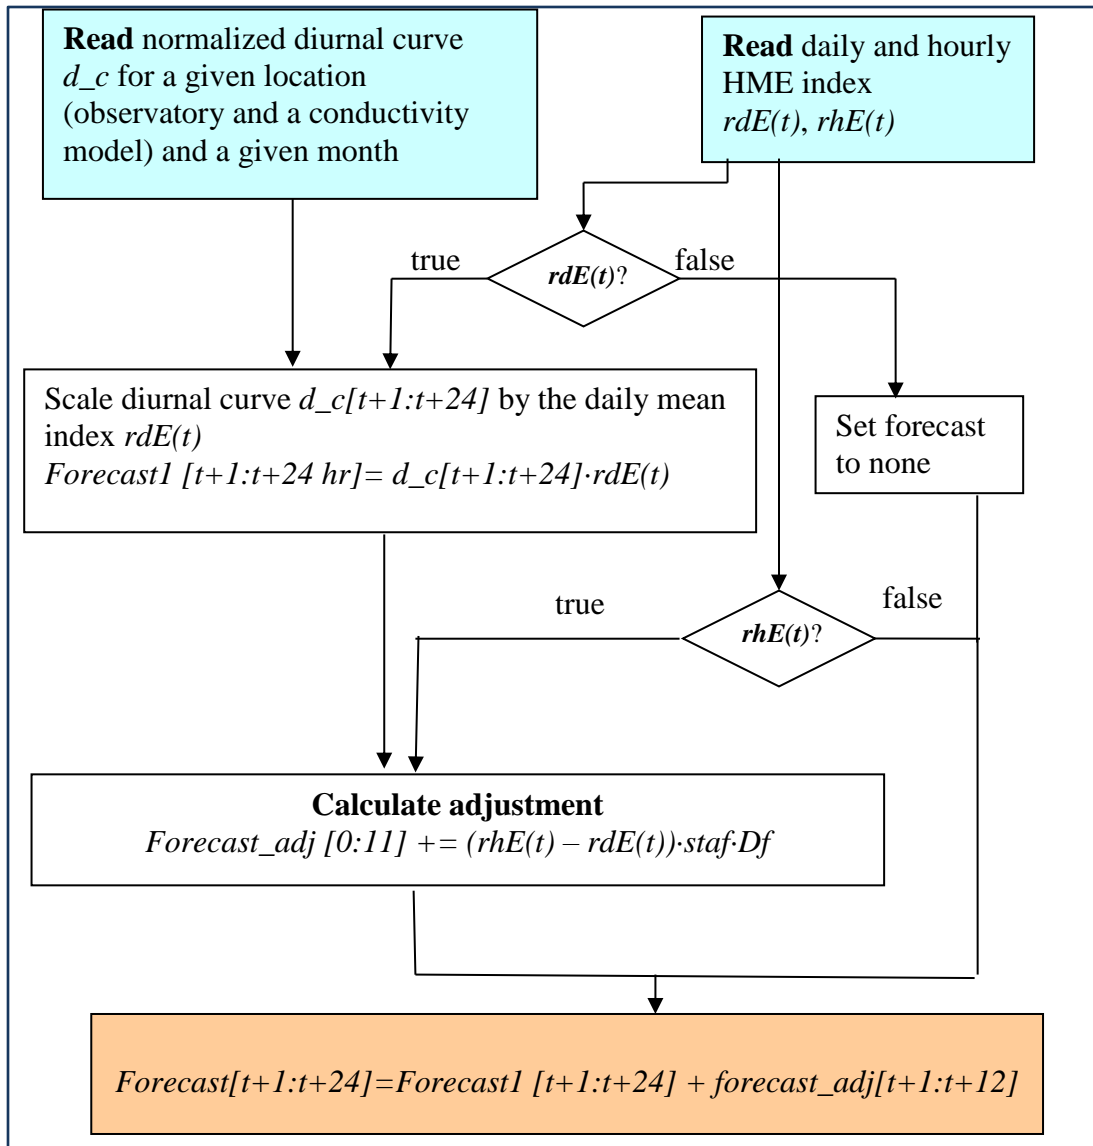 Read normalized diurnal curve
d_c for a given location
(observatory and a conductivity
model) and a given month
Read daily and hourly
HME index
rdE(t), rhE(t)
true
rdE(t)?
false
Scale diurnal curve d_c[t+1:t+24] by the daily mean
index rdE(t)
Forecast1 [t+1:t+24 hr]= d_c[t+1:t+24]·rdE(t)
Set forecast
to none
true
rhE(t)?
false
Calculate adjustment
Forecast_adj [0:11] += (rhE(t) – rdE(t))·staf·Df
Forecast[t+1:t+24]=Forecast1 [t+1:t+24] + forecast_adj[t+1:t+12]